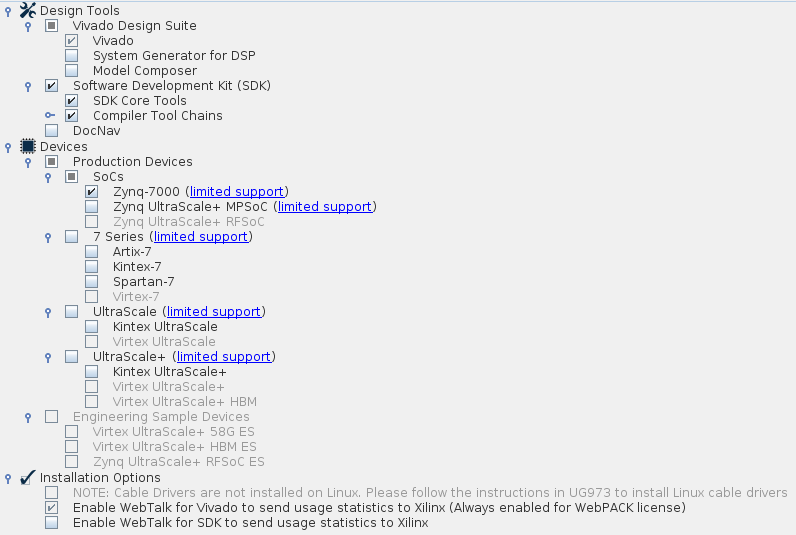 Design Tools
Vivado Design Suite
Vivado
System Generator for DSP
Model Composer
Software Development Kit (SDK)
SDK Core Tools
Compiler Tool Chains
DocNav
Devices
Production Devices
SoCs
Zynq-7000 (limited support)
Zynq UltraScale+ MPSoC (limited support)
Zynq UltraScale+ RFSoC
7 Series (limited support)
Artix-7
Kintex-7
Spartan-7
Virtex-7
UltraScale (limited support)
Kintex UltraScale
Virtex UltraScale
UltraScale+ (limited support)
Kintex UltraScale+
Virtex UltraScale+
Virtex UltraScale+ HBM
Engineering Sample Devices
Virtex UltraScale+ 58G ES
Virtex UltraScale+ HBM ES
Zynq UltraScale+ RFSoC ES
Installation Options
NOTE: Cable Drivers are not installed on Linux. Please follow the instructions in UG973 to install Linux cable drivers
Enable WebTalk for Vivado to send usage statistics to Xilinx (Always enabled for WebPACK license)
Enable WebTalk for SDK to send usage statistics to Xilinx